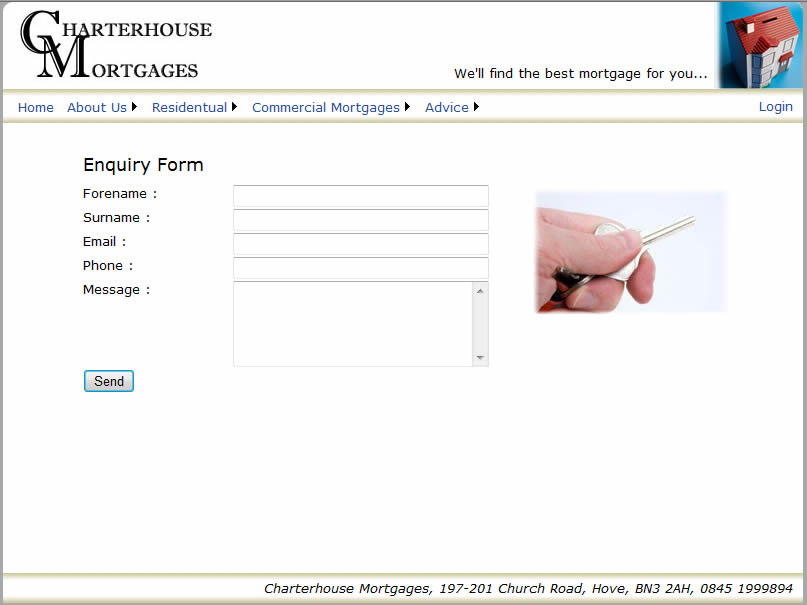 CHARTERHOUSE
MORTGAGES
We'll find the best mortgage for you...
Home About Us Residential Commercial Mortgages Advice Login
Enquiry Form
Forename :
Surname :
Email :
Phone :
Message :
Send
Charterhouse Mortgages, 197-201 Church Road, Hove, BN3 2AH, 0845 1999894